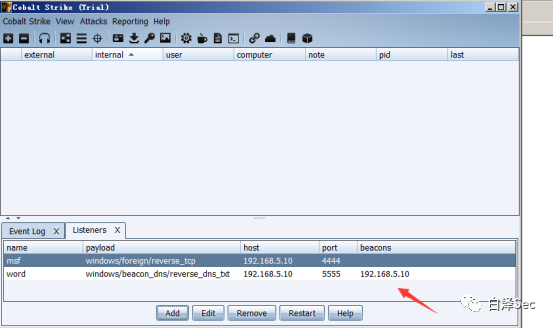 Cobalt Strike (Trial)
Cobalt Strike View Attacks Reporting Help
external internal user computer note pid last
Event Log X Listeners X
name payload host port beacons
msf windows/foreign/reverse_tcp 192.168.5.10 4444
word windows/beacon_dns/reverse_dns_txt 192.168.5.10 5555 192.168.5.10
白泽Sec
Add Edit Remove Restart Help